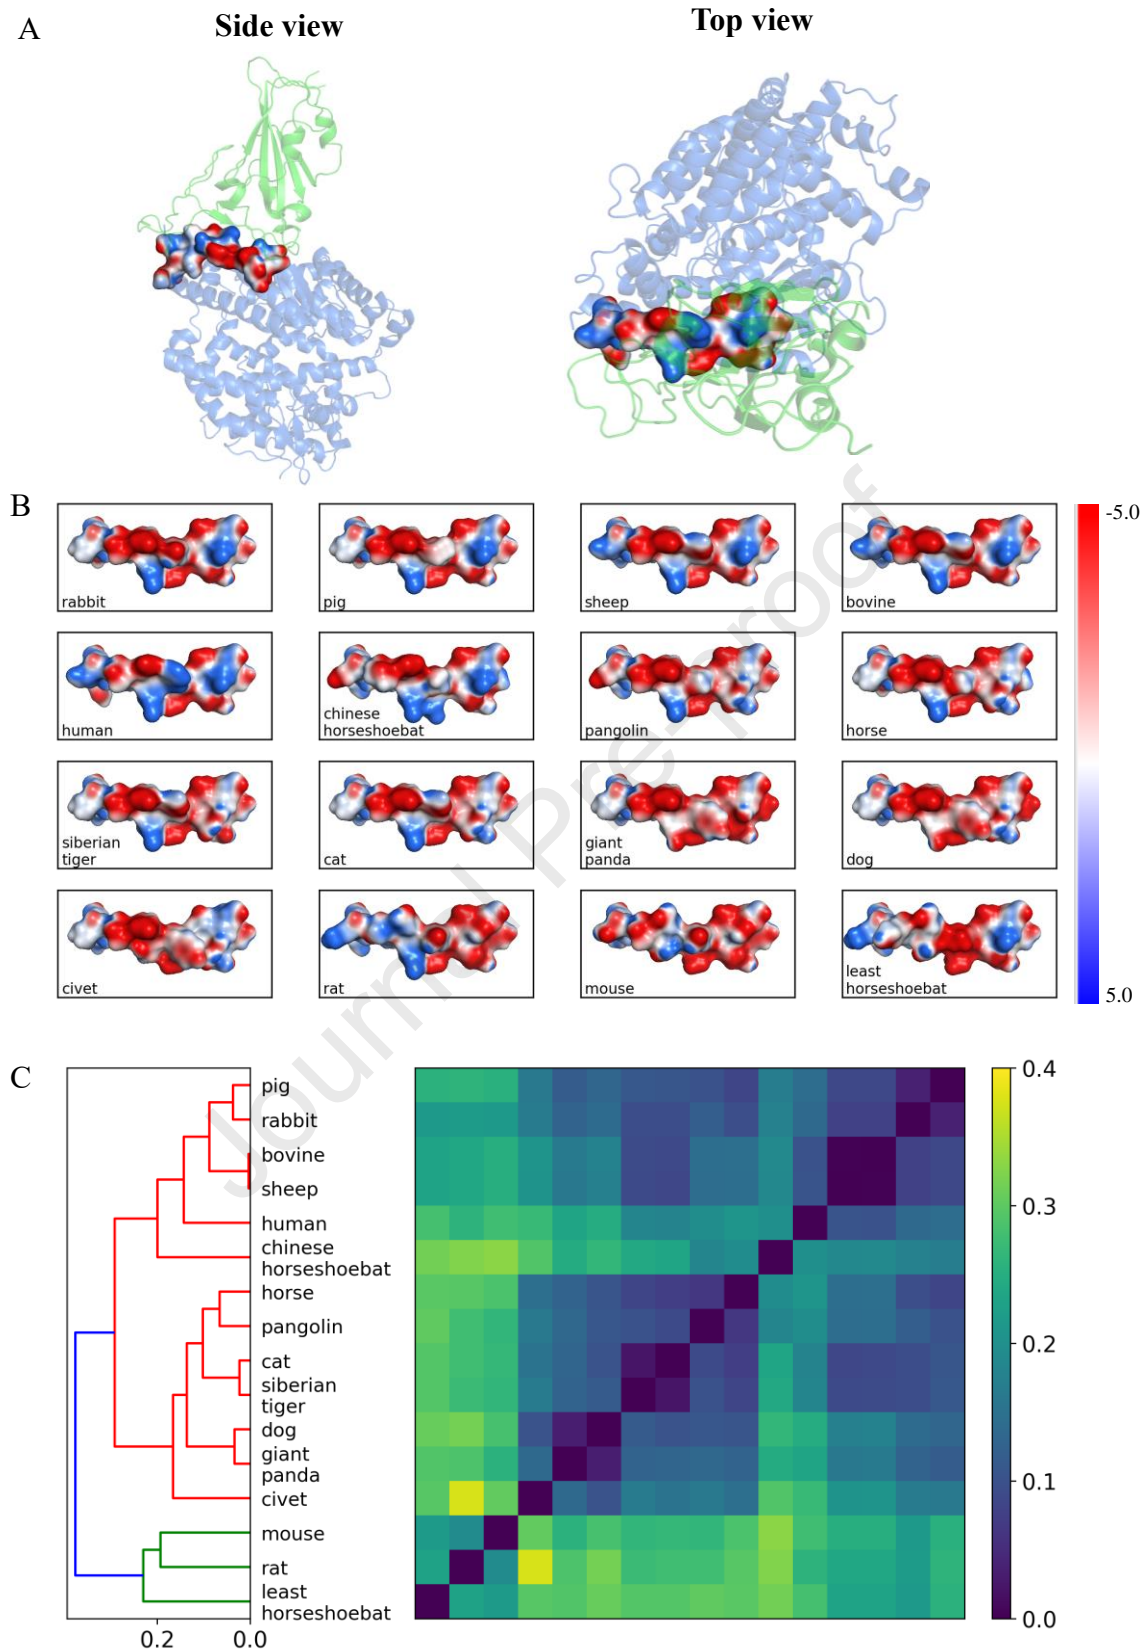 A
Side view
Top view
B
rabbit
pig
sheep
bovine
-5.0
human
chinese
horseshoebat
pangolin
horse
siberian
tiger
cat
giant
panda
dog
civet
rat
mouse
least
horseshoebat
5.0
Journal Pre-proof
C
pig
rabbit
bovine
sheep
human
chinese
horseshoebat
horse
pangolin
cat
siberian
tiger
dog
giant
panda
civet
mouse
rat
least
horseshoebat
0.2
0.0
0.4
0.3
0.2
0.1
0.0